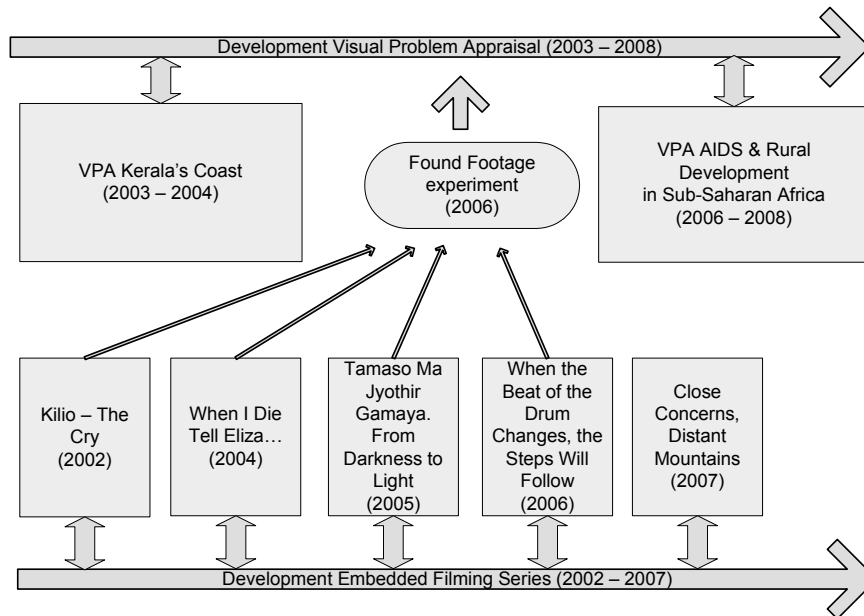 Development Visual Problem Appraisal (2003 – 2008)
VPA Kerala's Coast
(2003 – 2004)
Found Footage
experiment
(2006)
VPA AIDS & Rural
Development
in Sub-Saharan Africa
(2006 – 2008)
Kilio – The
Cry
(2002)
When I Die
Tell Eliza…
(2004)
Tamaso Ma
Jyothir
Gamaya.
From
Darkness to
Light
(2005)
When the
Beat of the
Drum
Changes, the
Steps Will
Follow
(2006)
Close
Concerns,
Distant
Mountains
(2007)
Development Embedded Filming Series (2002 – 2007)